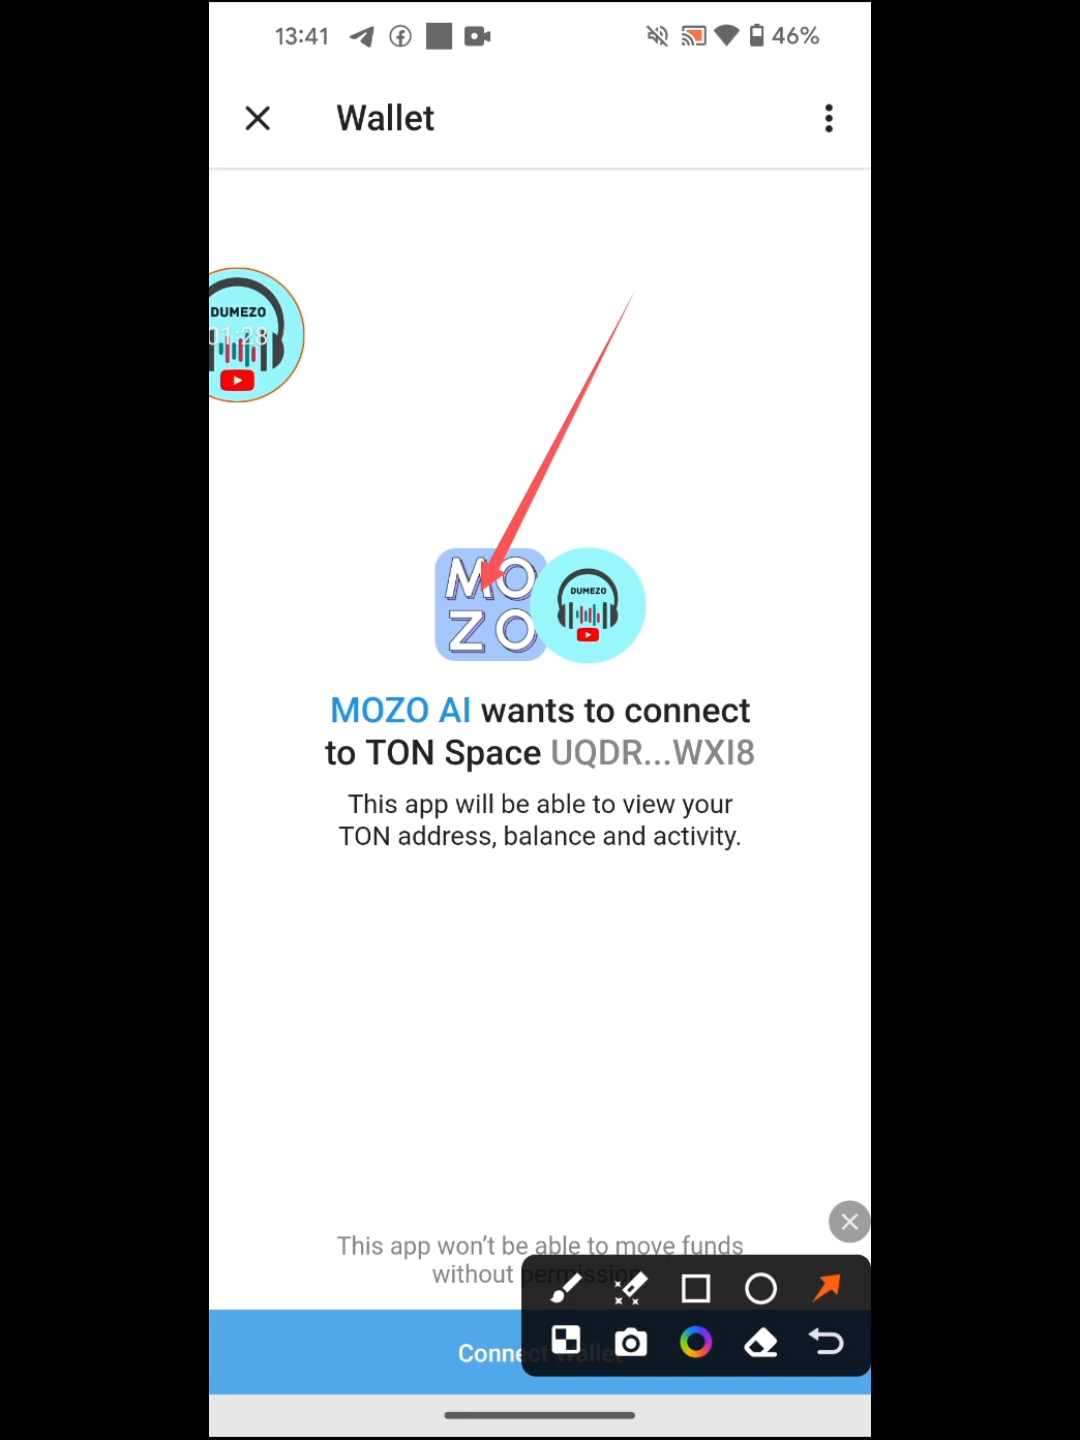 13:41
46%
Wallet
DUMEZO
01:28
MO
ZO
DUMEZO
MOZO AI wants to connect
to TON Space UQDR...WXI8
This app will be able to view your
TON address, balance and activity.
This app won't be able to move funds
without permission
Connect Wallet